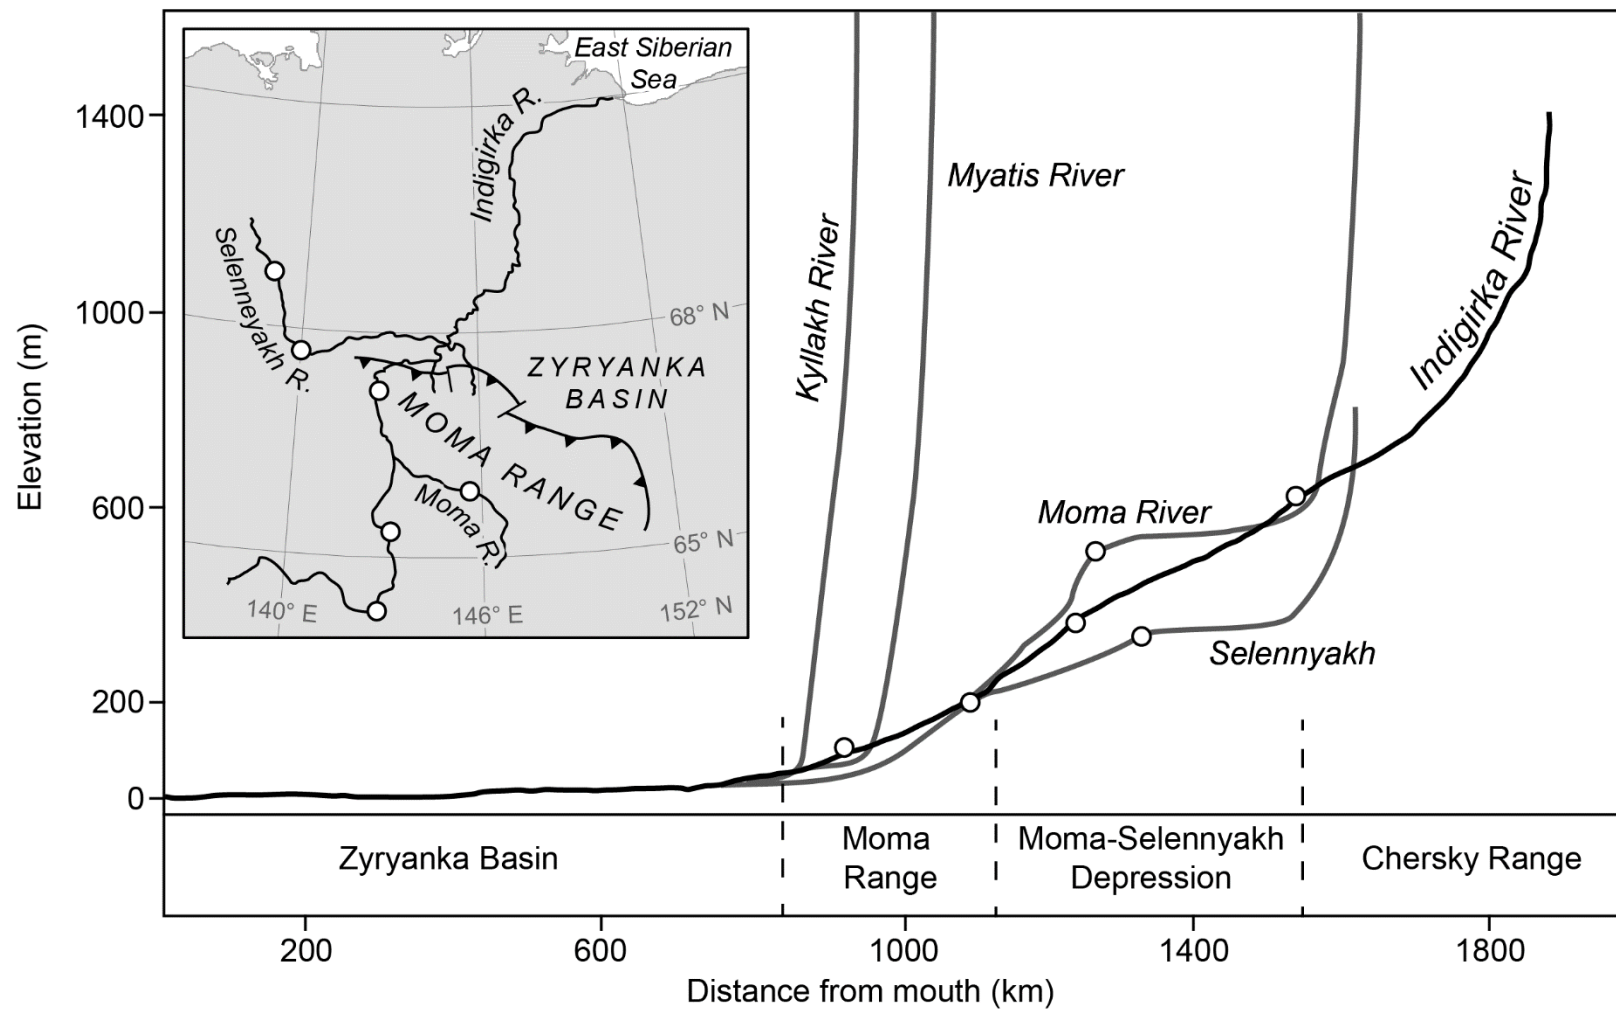 East Siberian
Sea
Indigirka R.
Selenneyakh R.
68° N
ZYRYANKA
BASIN
MOMA RANGE
Moma R.
65° N
140° E
146° E
152° N
Elevation (m)
1400
1000
600
200
0
Kyllakh River
Myatis River
Indigirka River
Moma River
Selennyakh
Zyryanka Basin
Moma
Range
Moma-Selennyakh
Depression
Chersky Range
200
600
1000
1400
1800
Distance from mouth (km)